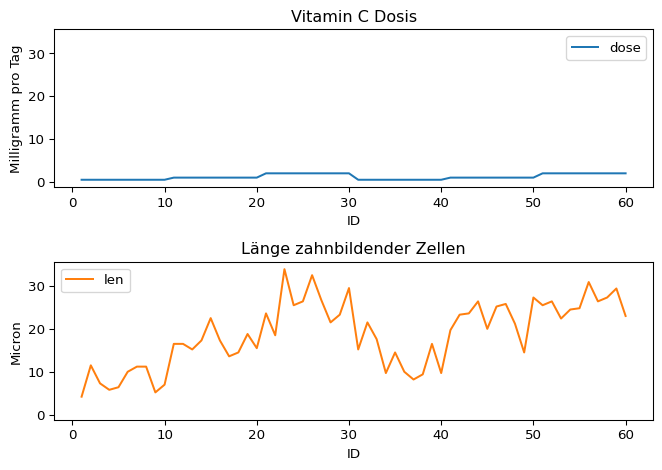 Vitamin C Dosis
Milligramm pro Tag
30
20
10
0
dose
0 10 20 30 40 50 60
ID
Länge zahnbildender Zellen
Micron
30
20
10
0
len
0 10 20 30 40 50 60
ID